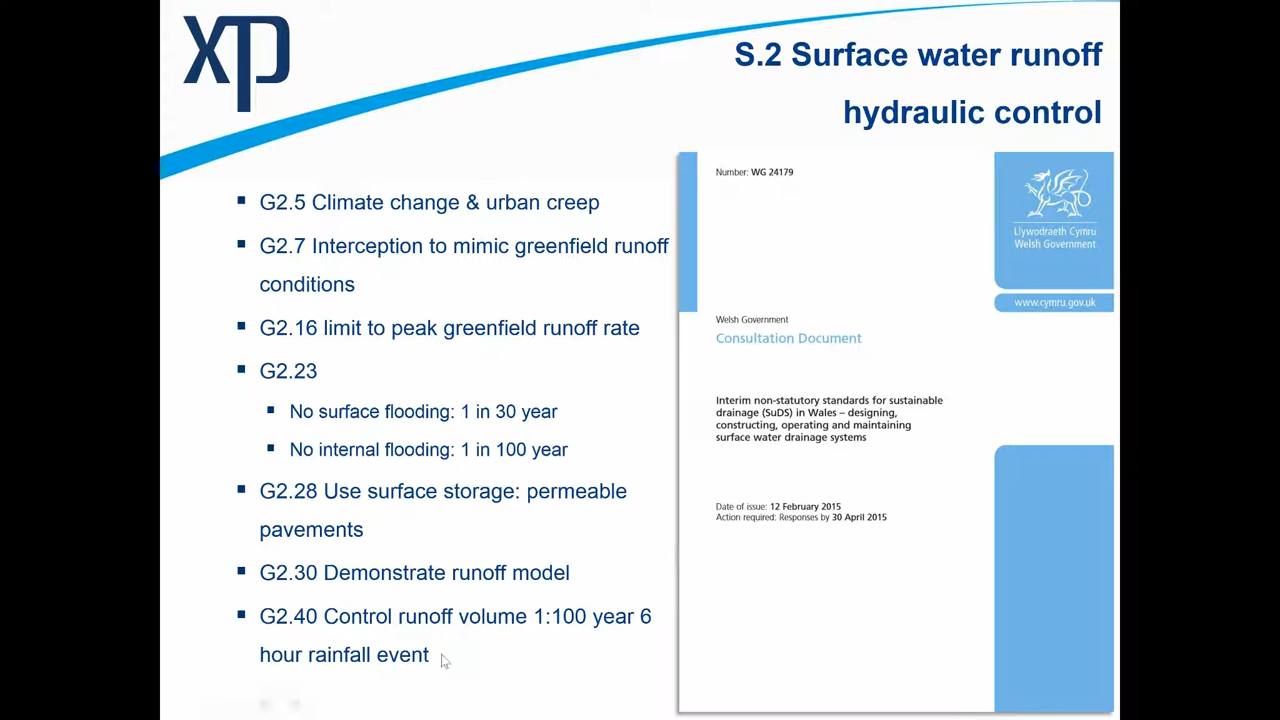 xp
S.2 Surface water runoff
hydraulic control
G2.5 Climate change & urban creep
G2.7 Interception to mimic greenfield runoff
conditions
G2.16 limit to peak greenfield runoff rate
G2.23
No surface flooding: 1 in 30 year
No internal flooding: 1 in 100 year
G2.28 Use surface storage: permeable
pavements
G2.30 Demonstrate runoff model
G2.40 Control runoff volume 1:100 year 6
hour rainfall event
Number: WG 24179
Llywodraeth Cymru
Welsh Government
www.cymru.gov.uk
Welsh Government
Consultation Document
Interim non-statutory standards for sustainable
drainage (SuDS) in Wales – designing,
constructing, operating and maintaining
surface water drainage systems
Date of issue: 12 February 2015
Action required: Responses by 30 April 2015